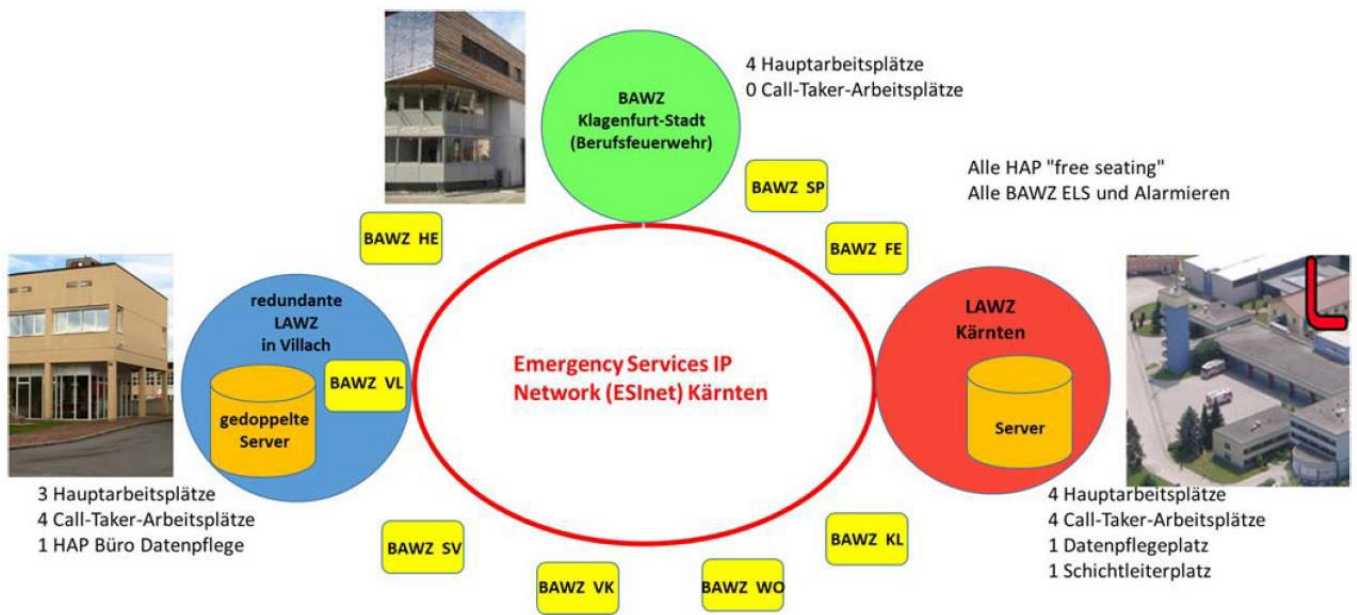 4 Hauptarbeitsplätze
0 Call-Taker-Arbeitsplätze
BAWZ
Klagenfurt-Stadt
(Berufsfeuerwehr)
Alle HAP "free seating"
Alle BAWZ ELS und Alarmieren
BAWZ SP
BAWZ HE
BAWZ FE
redundante
LAWZ
in Villach
BAWZ VL
gedoppelte
Server
Emergency Services IP
Network (ESInet) Kärnten
LAWZ
Kärnten
Server
3 Hauptarbeitsplätze
4 Call-Taker-Arbeitsplätze
1 HAP Büro Datenpflege
4 Hauptarbeitsplätze
4 Call-Taker-Arbeitsplätze
1 Datenpflegeplatz
1 Schichtleiterplatz
BAWZ SV
BAWZ VK
BAWZ WO
BAWZ KL